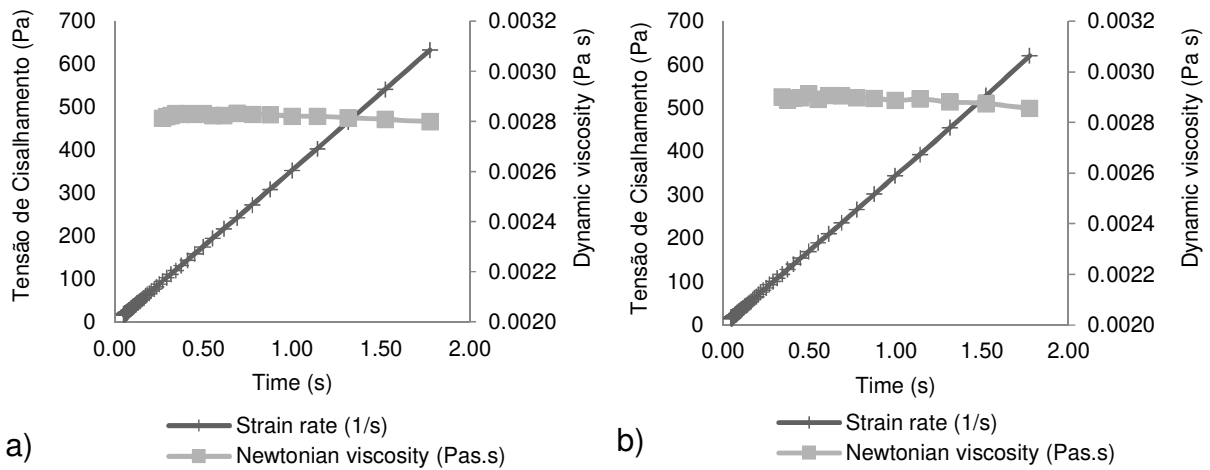 700
600
500
400
300
200
100
0
Tensão de Cisalhamento (Pa)
0.0032
0.0030
0.0028
0.0026
0.0024
0.0022
0.0020
Dynamic viscosity (Pa s)
0.00 0.50 1.00 1.50 2.00
Time (s)
Strain rate (1/s)
Newtonian viscosity (Pas.s)
a)
700
600
500
400
300
200
100
0
Tensão de Cisalhamento (Pa)
0.0032
0.0030
0.0028
0.0026
0.0024
0.0022
0.0020
Dynamic viscosity (Pa s)
0.00 0.50 1.00 1.50 2.00
Time (s)
Strain rate (1/s)
Newtonian viscosity (Pas.s)
b)